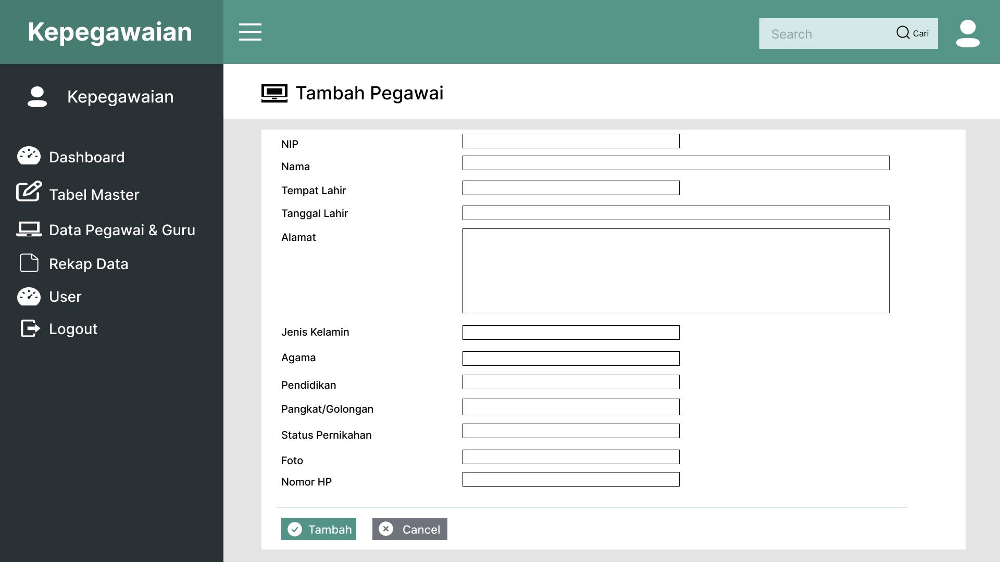 Kepegawaian
Search
Cari
Kepegawaian
Dashboard
Tabel Master
Data Pegawai & Guru
Rekap Data
User
Logout
Tambah Pegawai
NIP
Nama
Tempat Lahir
Tanggal Lahir
Alamat
Jenis Kelamin
Agama
Pendidikan
Pangkat/Golongan
Status Pernikahan
Foto
Nomor HP
Tambah
Cancel